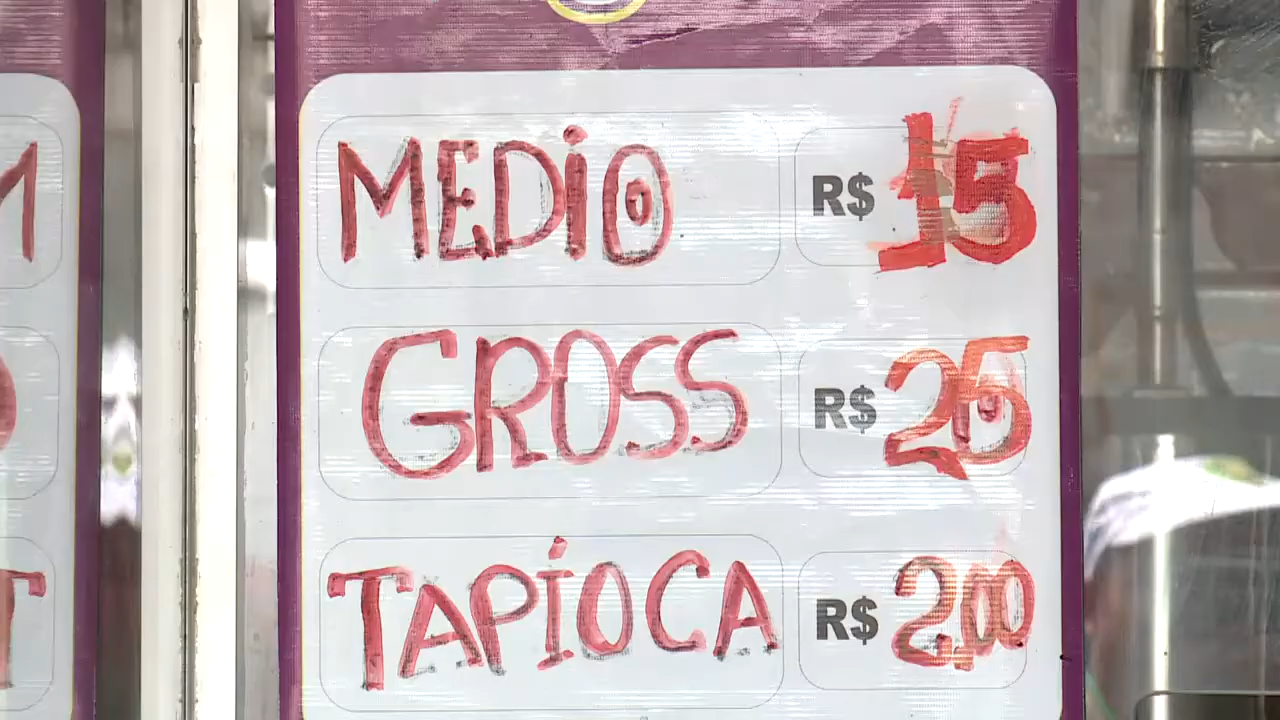 MEDIO R$ 15
GROSS R$ 25
TAPIOCA R$ 2,00
M
T